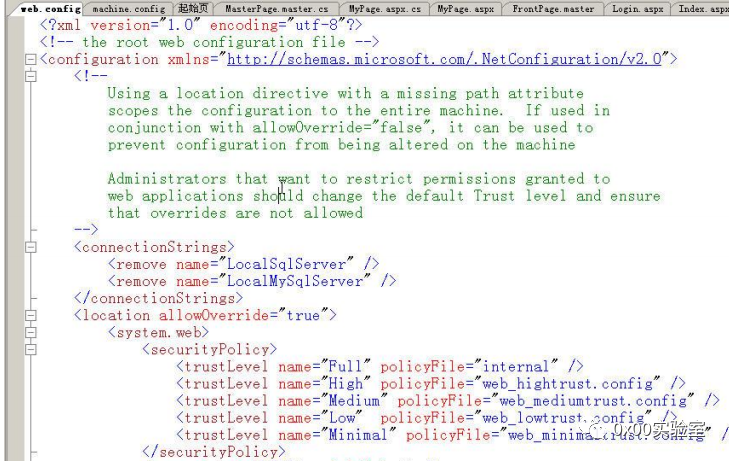 web.config machine.config 起始页 MasterPage.master.cs MyPage.aspx.cs MyPage.aspx FrontPage.master Login.aspx Index.aspx
<?xml version="1.0" encoding="utf-8"?>
<!-- the root web configuration file -->
<configuration xmlns="http://schemas.microsoft.com/.NetConfiguration/v2.0">
<!--
Using a location directive with a missing path attribute
scopes the configuration to the entire machine.  If used in
conjunction with allowOverride="false", it can be used to
prevent configuration from being altered on the machine
Administrators that want to restrict permissions granted to
web applications should change the default Trust level and ensure
that overrides are not allowed
-->
<connectionStrings>
<remove name="LocalSqlServer" />
<remove name="LocalMySqlServer" />
</connectionStrings>
<location allowOverride="true">
<system.web>
<securityPolicy>
<trustLevel name="Full" policyFile="internal" />
<trustLevel name="High" policyFile="web_hightrust.config" />
<trustLevel name="Medium" policyFile="web_mediumtrust.config" />
<trustLevel name="Low"  policyFile="web_lowtrust.config" />
<trustLevel name="Minimal" policyFile="web_minimaltrust.config" /
</securityPolicy>
0x00实验室